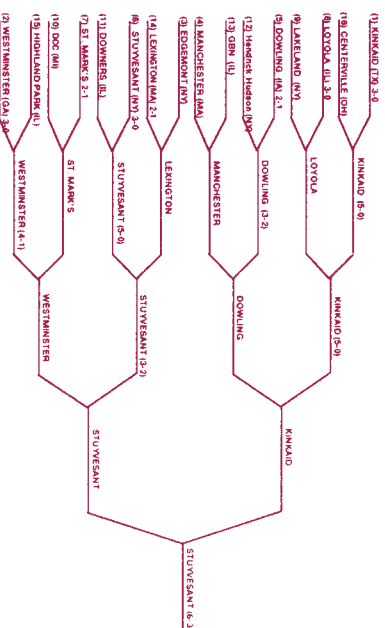 (1) KINKAID (TX) 3-0
(16) CENTERVILLE (OH)
(8) LOYOLA (IL) 3-0
(9) LAKELAND (NY)
(5) DOWLING (IA) 2-1
(12) Hendrick Hudson (NY)
(13) GBN (IL)
(4) MANCHESTER (MA)
(3) EDGEMONT (NY)
(14) LEXINGTON (MA) 2-1
(6) STUYVESANT (NY) 3-0
(11) DOWNERS (IL)
(7) ST MARK'S 2-1
(10) DOC (MI)
(15) HIGHLAND PARK (IL)
(2) WESTMINSTER (GA) 3-0
KINKAID (5-0)
LOYOLA
DOWLING (3-2)
MANCHESTER
LEXINGTON
STUYVESANT (5-0)
ST MARK'S
WESTMINSTER (4-1)
KINKAID (5-0)
DOWLING
STUYVESANT (3-2)
WESTMINSTER
KINKAID
STUYVESANT
STUYVESANT (6-3